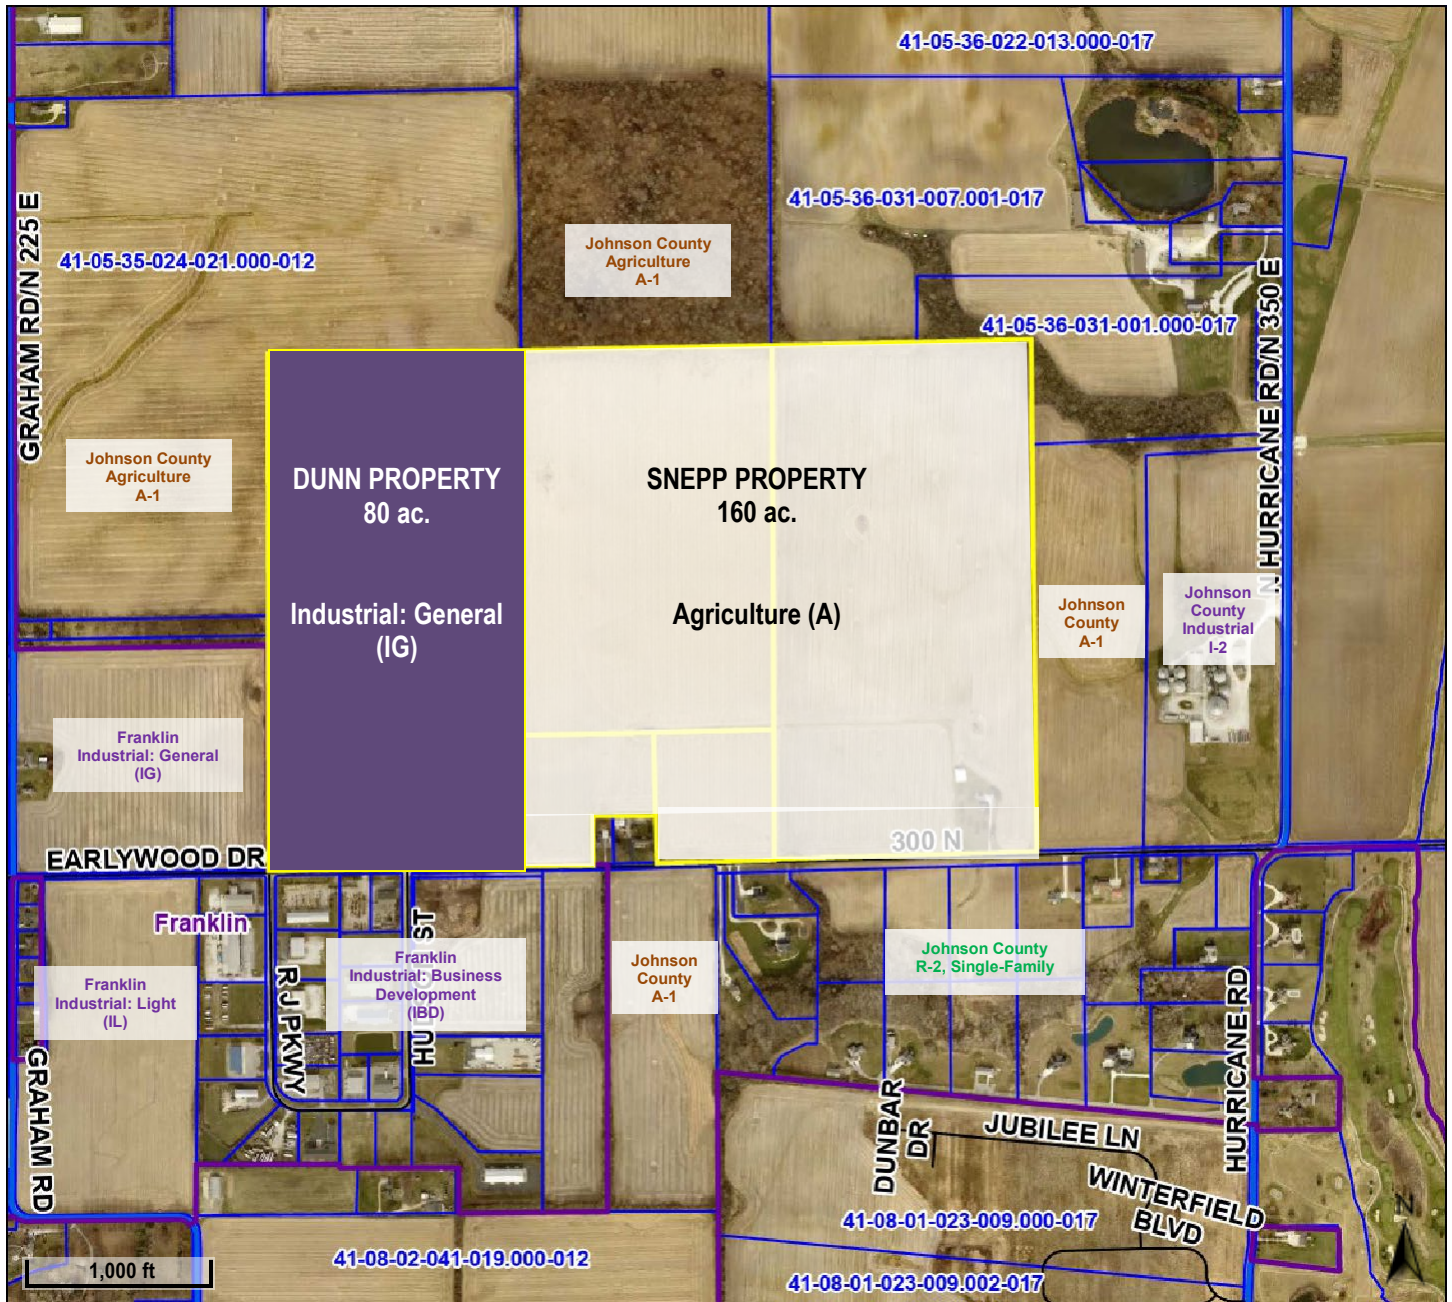 41-05-36-022-013.000-017
41-05-36-031-007.001-017
GRAHAM RD/N 225 E
41-05-35-024-021.000-012
Johnson County
Agriculture
A-1
41-05-36-031-001.000-017
N HURRICANE RD/N 350 E
Johnson County
Agriculture
A-1
DUNN PROPERTY
80 ac.
Industrial: General
(IG)
SNEPP PROPERTY
160 ac.
Agriculture (A)
Johnson
County
A-1
Johnson
County
Industrial
I-2
Franklin
Industrial: General
(IG)
300 N
EARLYWOOD DR
Franklin
Franklin
Industrial: Light
(IL)
R J PKWY
Franklin
Industrial: Business
Development
(IBD)
Johnson
County
A-1
Johnson County
R-2, Single-Family
GRAHAM RD
HURRICANE RD
DUNBAR
DR
JUBILEE LN
WINTERFIELD
BLVD
41-08-01-023-009.000-017
41-08-02-041-019.000-012
41-08-01-023-009.002-017
1,000 ft
N